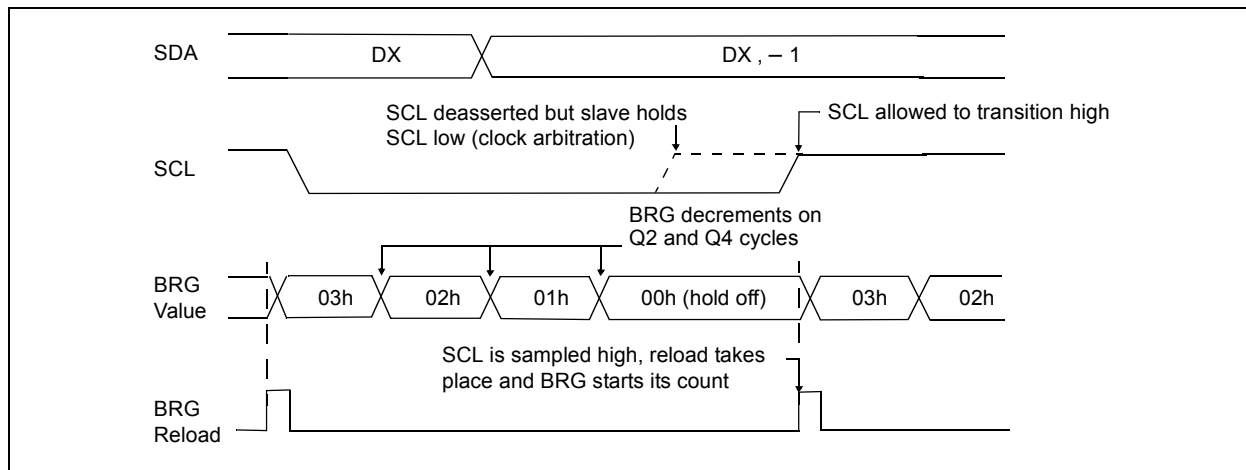 SDA
DX
DX , – 1
SCL deasserted but slave holds
SCL low (clock arbitration)
SCL allowed to transition high
SCL
BRG decrements on
Q2 and Q4 cycles
BRG
Value
03h
02h
01h
00h (hold off)
03h
02h
SCL is sampled high, reload takes
place and BRG starts its count
BRG
Reload